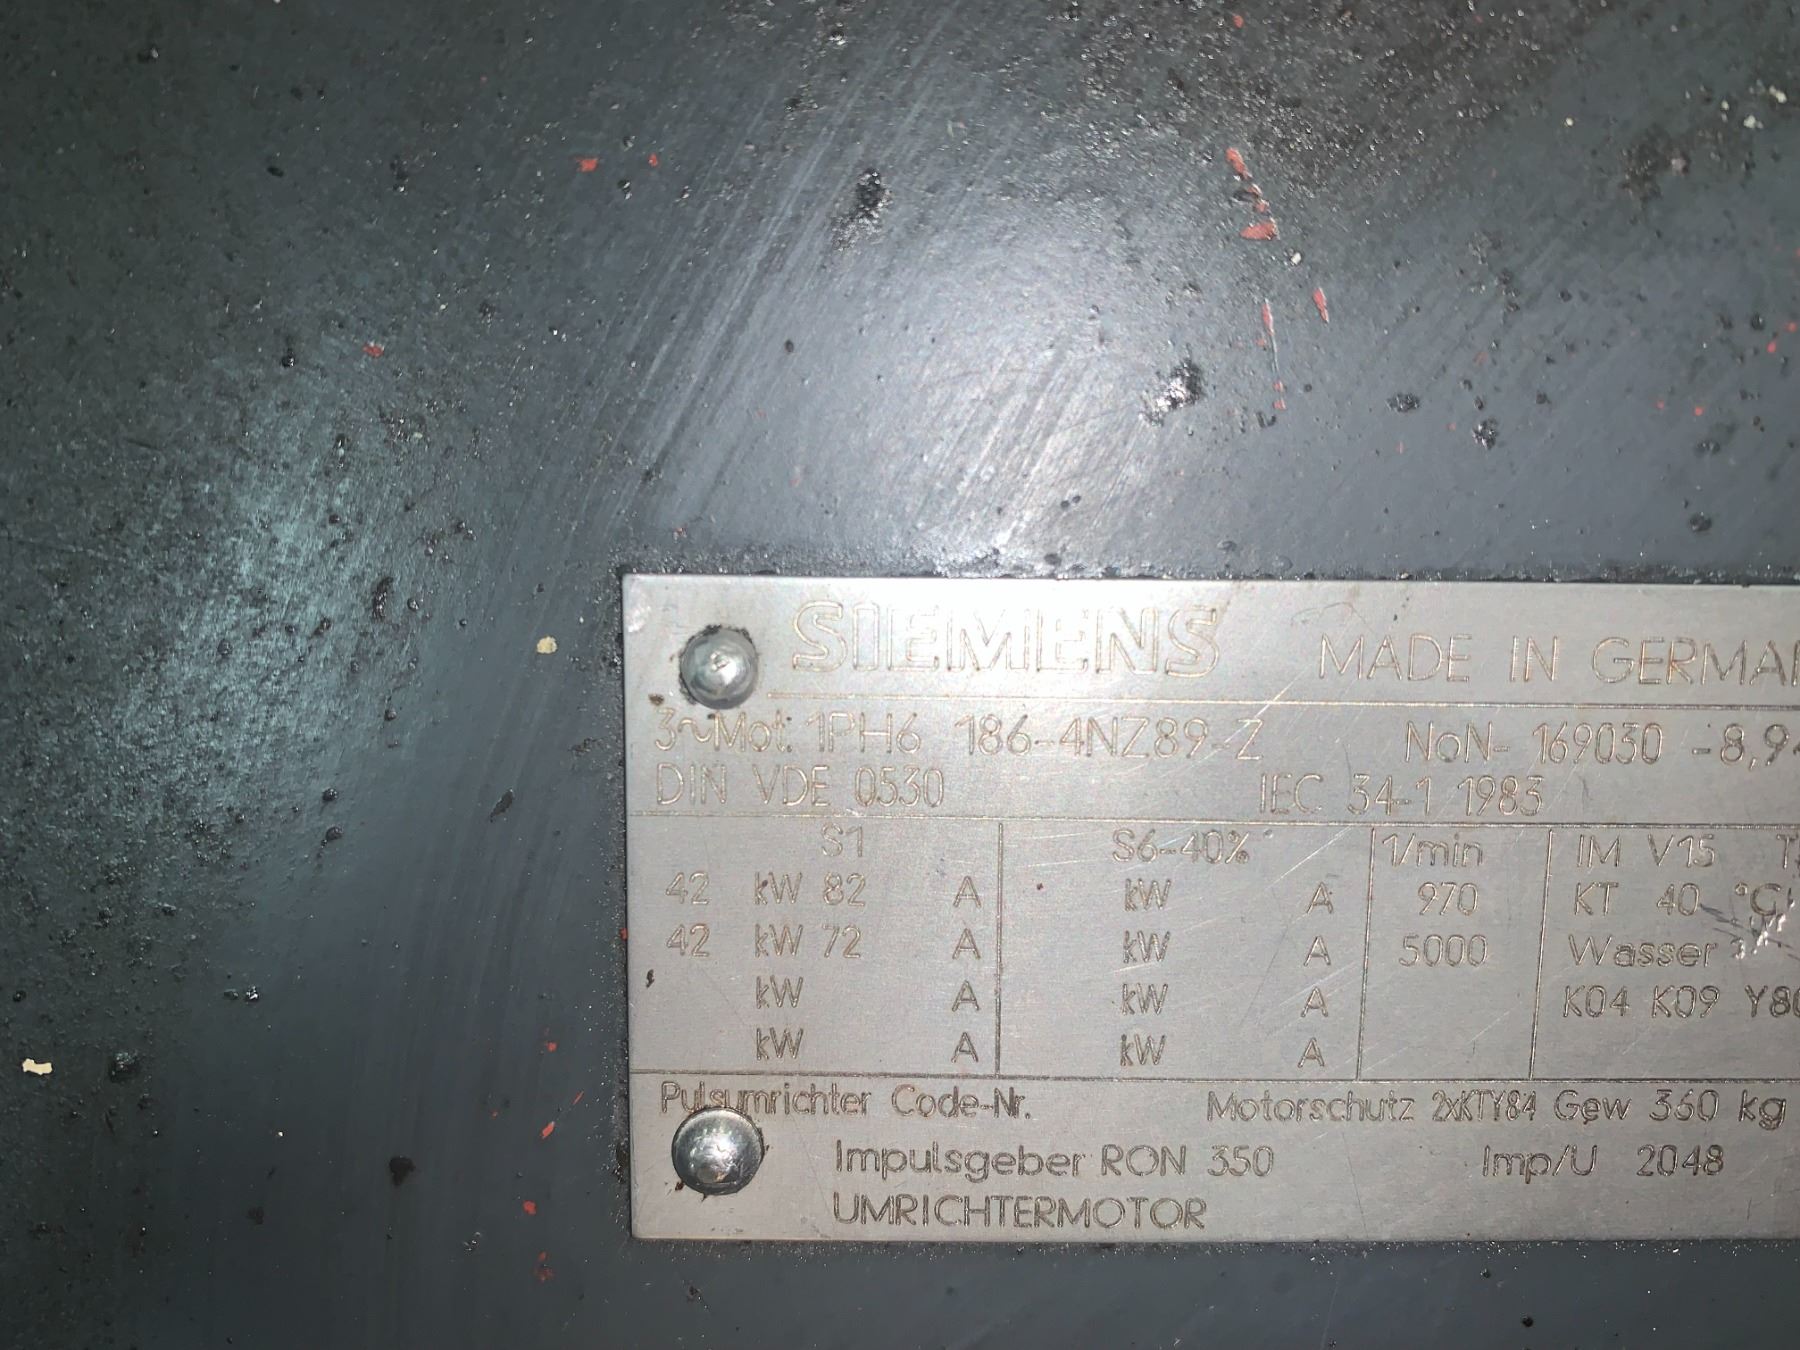 SIEMENS MADE IN GERMAN
3~Mot. 1PH6 186-4NZ89-Z NoN- 169030 -8,94
DIN VDE 0530 IEC 34-1 1983
S1 S6-40% 1/min IM V15
42 kW 82 A kW A 970 KT 40 °C
42 kW 72 A kW A 5000 Wasser
kW A kW A K04 K09 Y80
kW A kW A
Pulsumrichter Code-Nr. Motorschutz 2xKTY84 Gew 360 kg
Impulsgeber RON 350 Imp/U 2048
UMRICHTERMOTOR